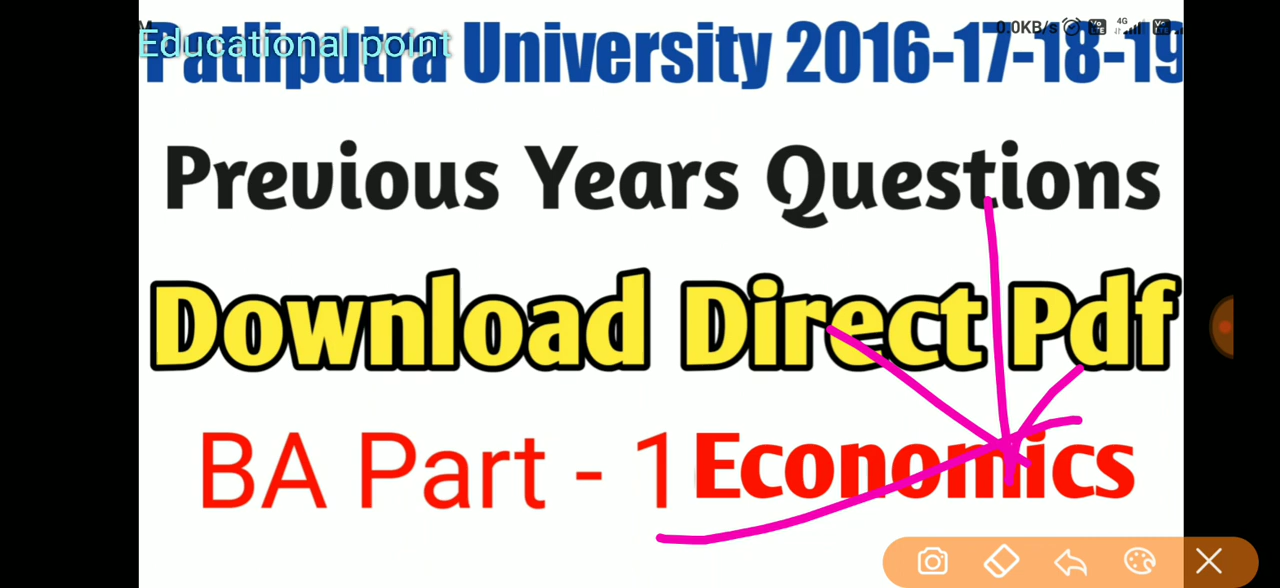 0.0KB/s 4G
Educational point
Patliputra University 2016-17-18-19
Previous Years Questions
Download Direct Pdf
BA Part - 1 Economics